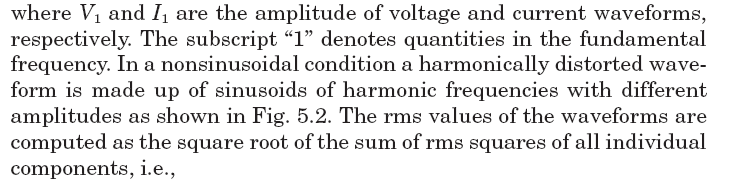 where V₁ and I₁ are the amplitude of voltage and current waveforms,
respectively. The subscript “1” denotes quantities in the fundamental
frequency. In a nonsinusoidal condition a harmonically distorted wave-
form is made up of sinusoids of harmonic frequencies with different
amplitudes as shown in Fig. 5.2. The rms values of the waveforms are
computed as the square root of the sum of rms squares of all individual
components, i.e.,